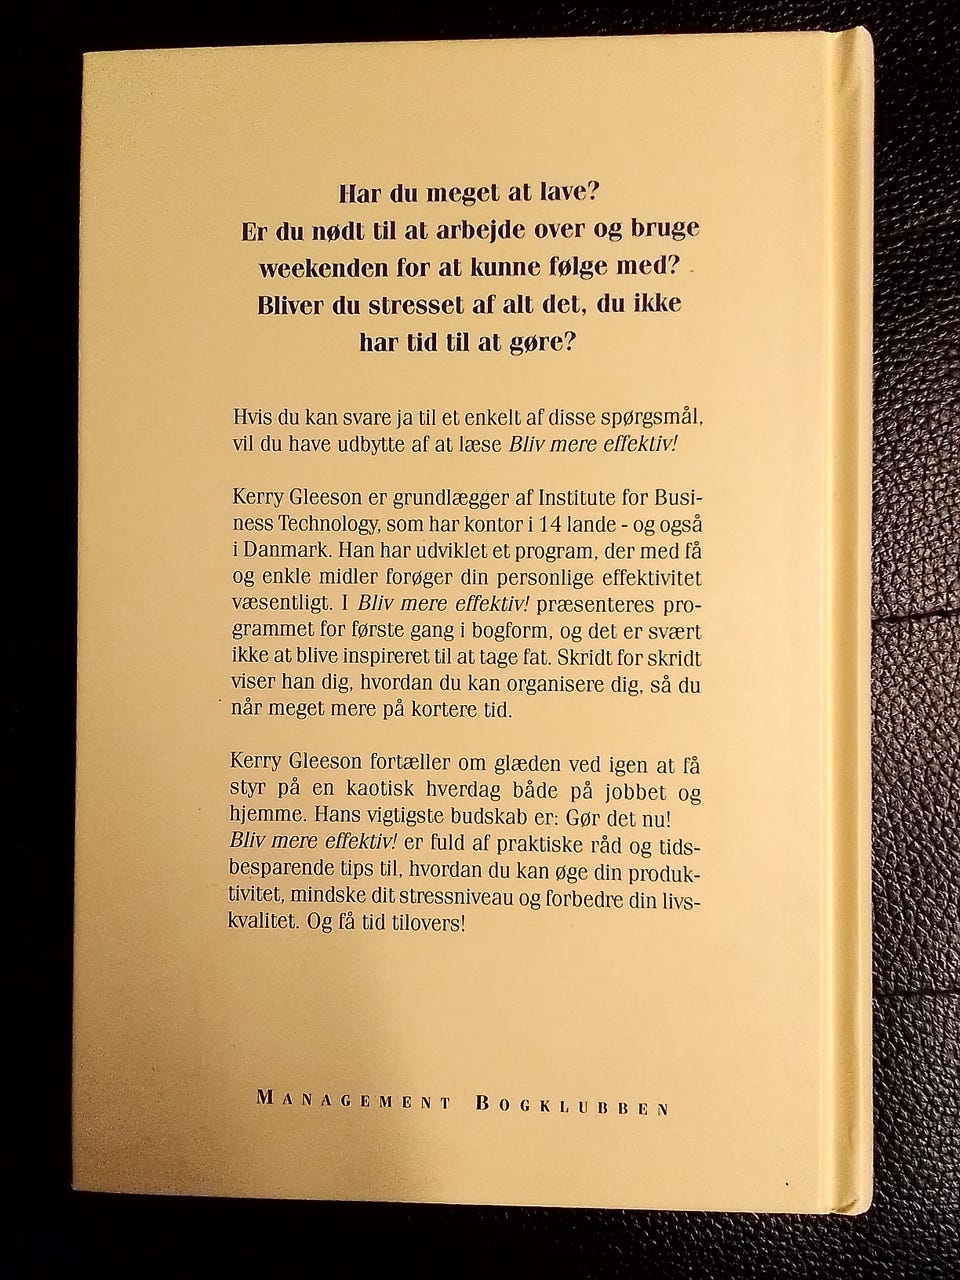 Har du meget at lave?
Er du nødt til at arbejde over og bruge
weekenden for at kunne følge med?
Bliver du stresset af alt det, du ikke
har tid til at gøre?
Hvis du kan svare ja til et enkelt af disse spørgsmål,
vil du have udbytte af at læse Bliv mere effektiv!
Kerry Gleeson er grundlægger af Institute for Busi-
ness Technology, som har kontor i 14 lande - og også
i Danmark. Han har udviklet et program, der med få
og enkle midler forøger din personlige effektivitet
væsentligt. I Bliv mere effektiv! præsenteres pro-
grammet for første gang i bogform, og det er svært
ikke at blive inspireret til at tage fat. Skridt for skridt
viser han dig, hvordan du kan organisere dig, så du
når meget mere på kortere tid.
Kerry Gleeson fortæller om glæden ved igen at få
styr på en kaotisk hverdag både på jobbet og
hjemme. Hans vigtigste budskab er: Gør det nu!
Bliv mere effektiv! er fuld af praktiske råd og tids-
besparende tips til, hvordan du kan øge din produk-
tivitet, mindske dit stressniveau og forbedre din livs-
kvalitet. Og få tid tilovers!
MANAGEMENT BOGKLUBBEN